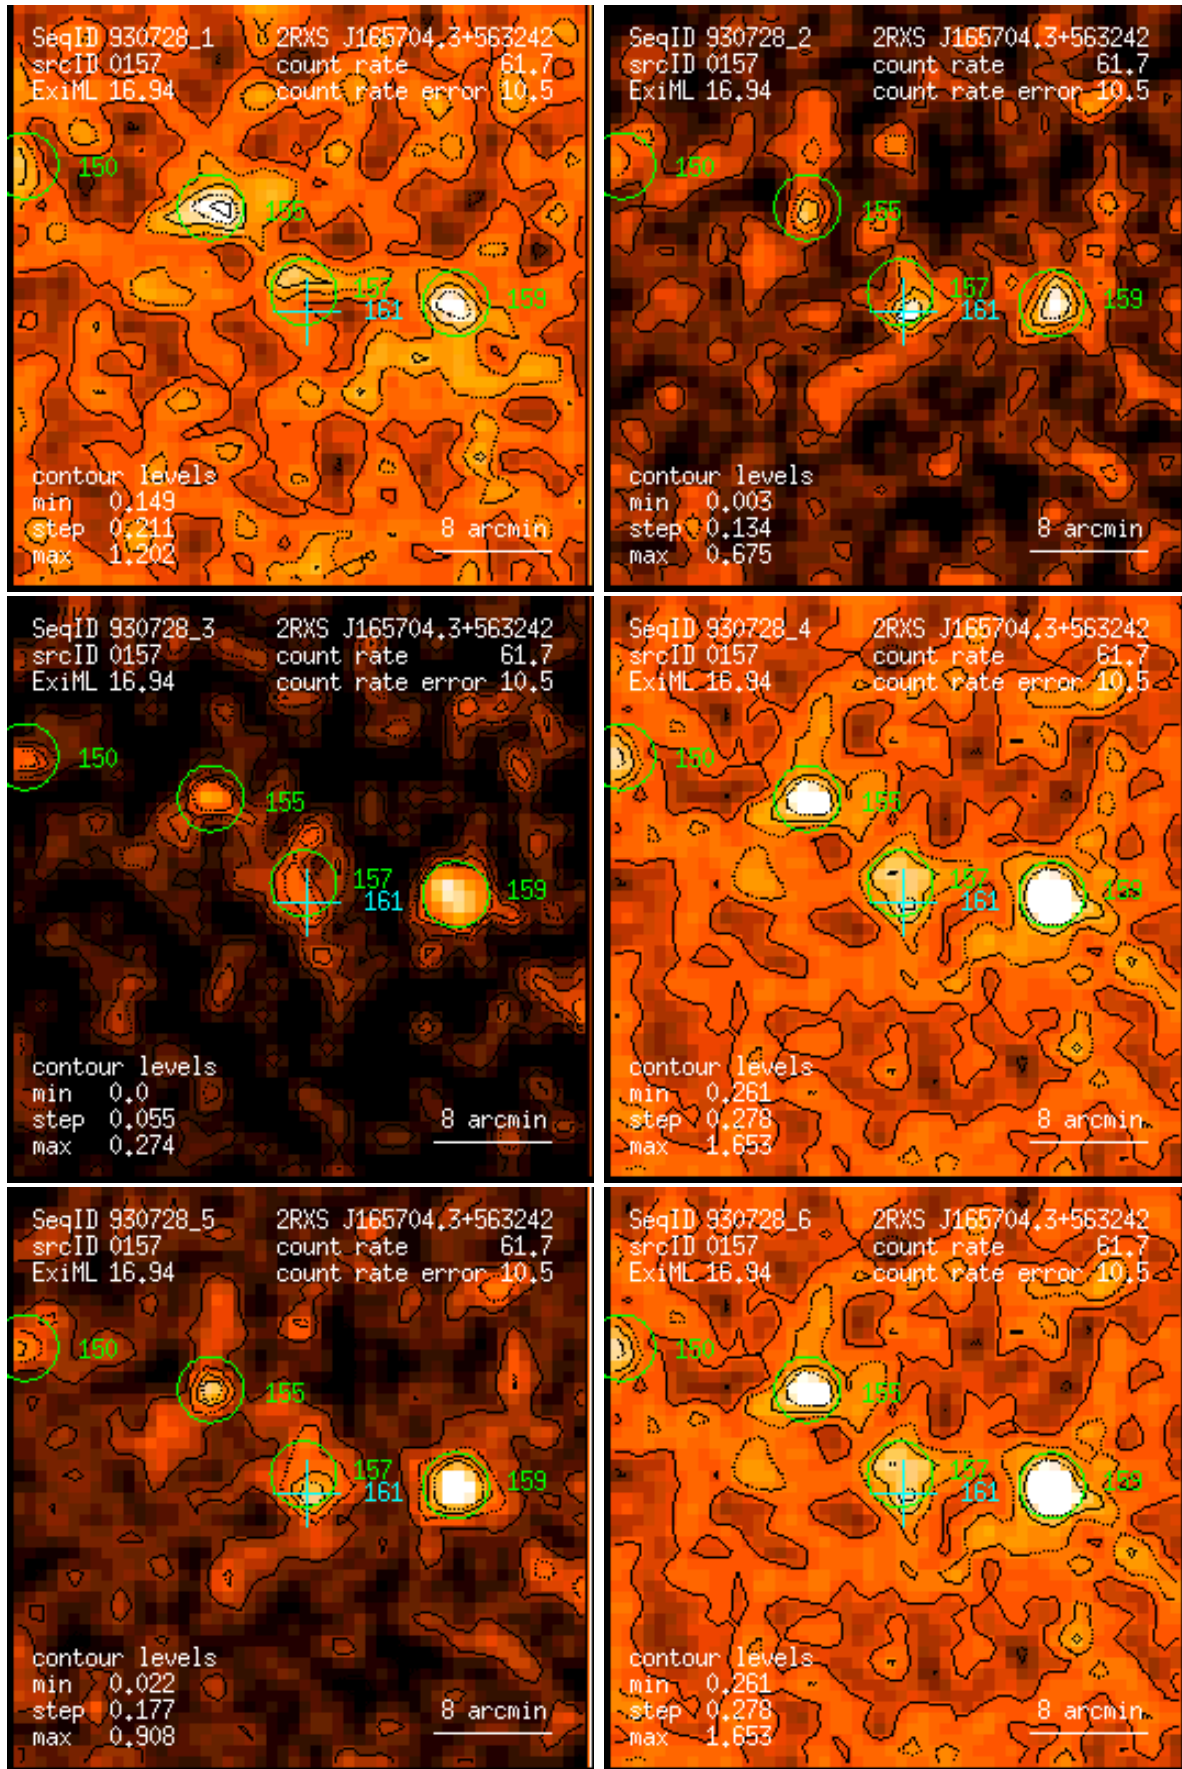 SeqID 930728_1 2RXS J165704.3+563242
srcID 0157 count rate 61.7
ExiML 16.94 count rate error 10.5
150
155
157
161
159
contour levels
min 0.149
step 0.211
max 1.202
8 arcmin
SeqID 930728_2 2RXS J165704.3+563242
srcID 0157 count rate 61.7
ExiML 16.94 count rate error 10.5
150
155
157
161
159
contour levels
min 0.003
step 0.134
max 0.675
8 arcmin
SeqID 930728_3 2RXS J165704.3+563242
srcID 0157 count rate 61.7
ExiML 16.94 count rate error 10.5
150
155
157
161
159
contour levels
min 0.0
step 0.055
max 0.274
8 arcmin
SeqID 930728_4 2RXS J165704.3+563242
srcID 0157 count rate 61.7
ExiML 16.94 count rate error 10.5
150
155
157
161
159
contour levels
min 0.261
step 0.278
max 1.653
8 arcmin
SeqID 930728_5 2RXS J165704.3+563242
srcID 0157 count rate 61.7
ExiML 16.94 count rate error 10.5
150
155
157
161
159
contour levels
min 0.022
step 0.177
max 0.908
8 arcmin
SeqID 930728_6 2RXS J165704.3+563242
srcID 0157 count rate 61.7
ExiML 16.94 count rate error 10.5
150
155
157
161
159
contour levels
min 0.261
step 0.278
max 1.653
8 arcmin